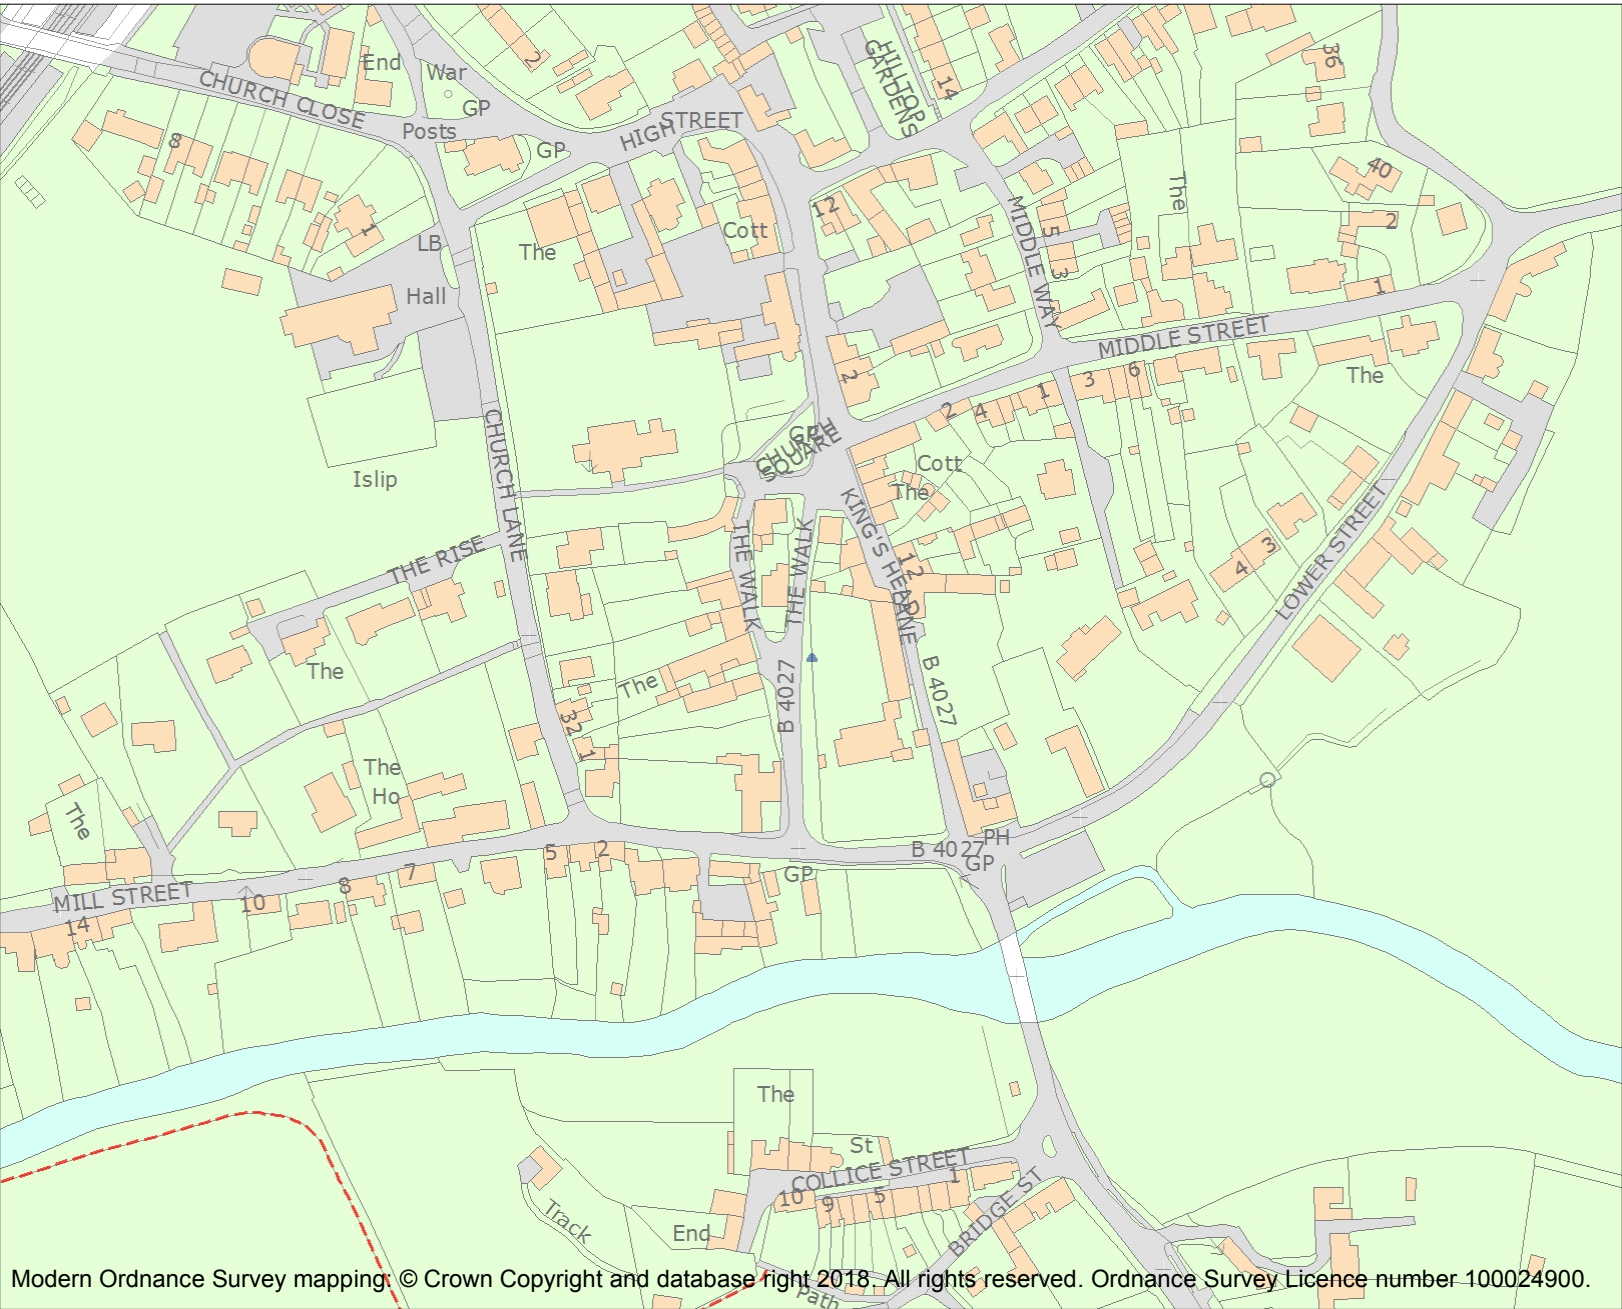 End
War
2
HILLTOP
GARDENS
14
36
CHURCH CLOSE
GP
Posts
GP
HIGH STREET
8
The
40
12
MIDDLE WAY
5
3
2
1
LB
The
Cott
Hall
1
MIDDLE STREET
2
6
3
1
4
2
The
CHURCH LANE
GP
CHURCH
SQUARE
Cott
The
Islip
KING'S HEAD LANE
THE RISE
THE WALK
THE WALK
12
3
4
LOWER STREET
The
The
B 4027
B 4027
32
1
The
Ho
The
PH
B 4027
GP
5
2
7
GP
8
MILL STREET
10
14
The
St
COLLICE STREET
10
9
5
1
BRIDGE ST
Track
End
Path
Modern Ordnance Survey mapping: © Crown Copyright and database right 2018. All rights reserved. Ordnance Survey Licence number 100024900.